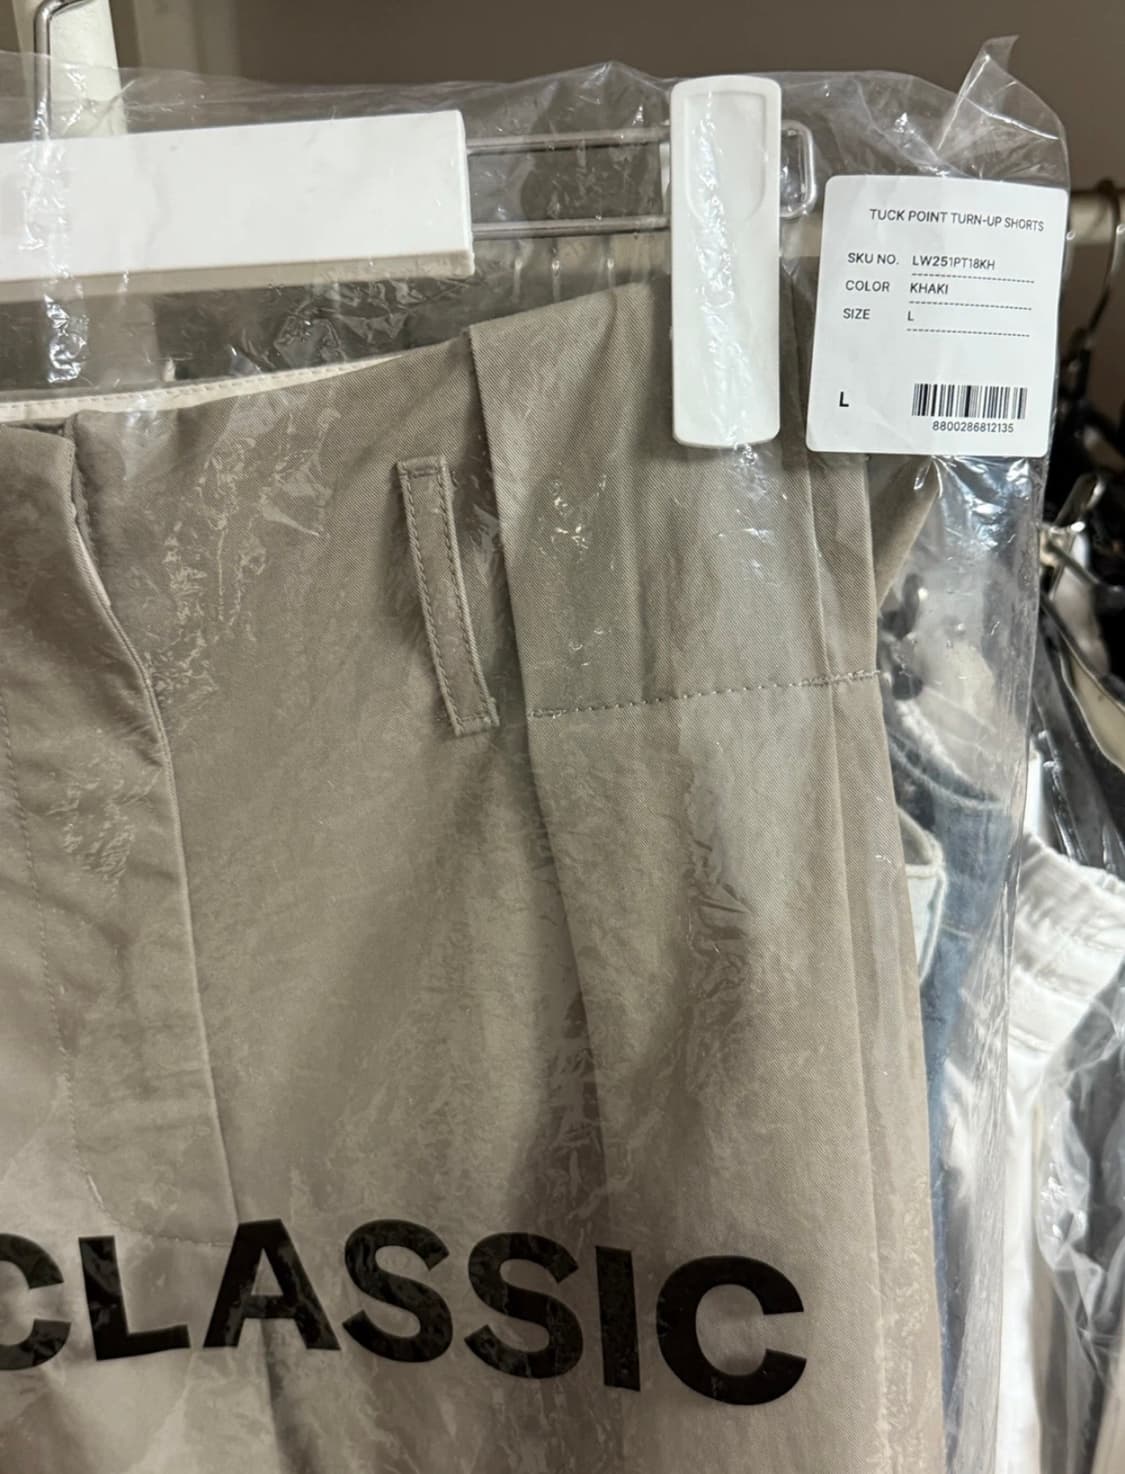 TUCK POINT TURN-UP SHORTS
SKU NO. LW251PT18KH
COLOR KHAKI
SIZE L
L
8800286812135
CLASSIC